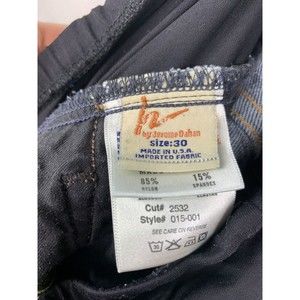 by Jerome Dahan
size:30
MADE IN U.S.A.
IMPORTED FABRIC
85% 15%
NYLON SPANDEX
Cut# 2532
Style# 015-001
SEE CARE ON REVERSE